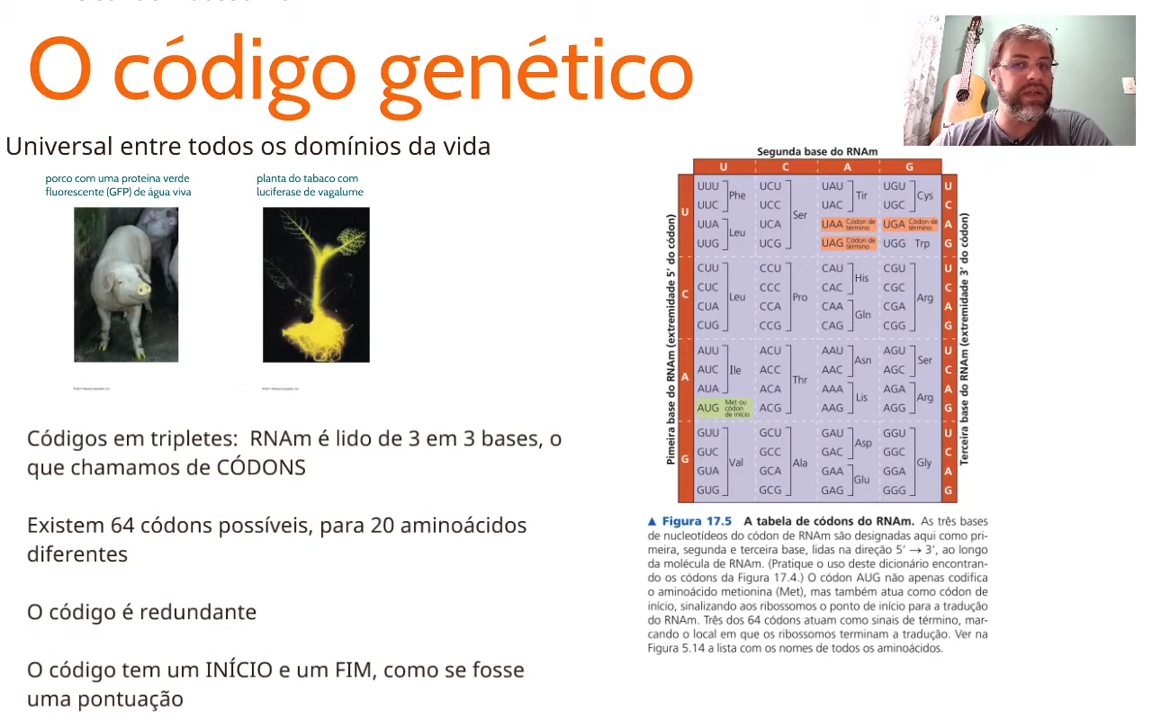 O código genético
Universal entre todos os domínios da vida
porco com uma proteina verde
fluorescente (GFP) de água viva
planta do tabaco com
luciferase de vagalume
Códigos em tripletes: RNAm é lido de 3 em 3 bases, o
que chamamos de CÓDONS
Existem 64 códons possíveis, para 20 aminoácidos
diferentes
O código é redundante
O código tem um INÍCIO e um FIM, como se fosse
uma pontuação
Segunda base do RNAm
U C A G
Pimeira base do RNAm (extremidade 5' do códon)
Terceira base do RNAm (extremidade 3' do códon)
U
UUU Phe UCU Ser UAU Tir UGU Cys U
UUC UCC UAC UGC C
UUA Leu UCA UAA Códon de término UGA Códon de término A
UUG UCG UAG Códon de término UGG Trp G
C
CUU Leu CCU Pro CAU His CGU Arg U
CUC CCC CAC CGC C
CUA CCA CAA Gln CGA A
CUG CCG CAG CGG G
A
AUU Ile ACU Thr AAU Asn AGU Ser U
AUC ACC AAC AGC C
AUA ACA AAA Lis AGA Arg A
AUG Met ou códon de início ACG AAG AGG G
G
GUU Val GCU Ala GAU Asp GGU Gly U
GUC GCC GAC GGC C
GUA GCA GAA Glu GGA A
GUG GCG GAG GGG G
▲ Figura 17.5 A tabela de códons do RNAm. As três bases
de nucleotídeos do códon de RNAm são designadas aqui como pri-
meira, segunda e terceira base, lidas na direção 5' → 3', ao longo
da molécula de RNAm. (Pratique o uso deste dicionário encontran-
do os códons da Figura 17.4.) O códon AUG não apenas codifica
o aminoácido metionina (Met), mas também atua como códon de
início, sinalizando aos ribossomos o ponto de início para a tradução
do RNAm. Três dos 64 códons atuam como sinais de término, mar-
cando o local em que os ribossomos terminam a tradução. Ver na
Figura 5.14 a lista com os nomes de todos os aminoácidos.